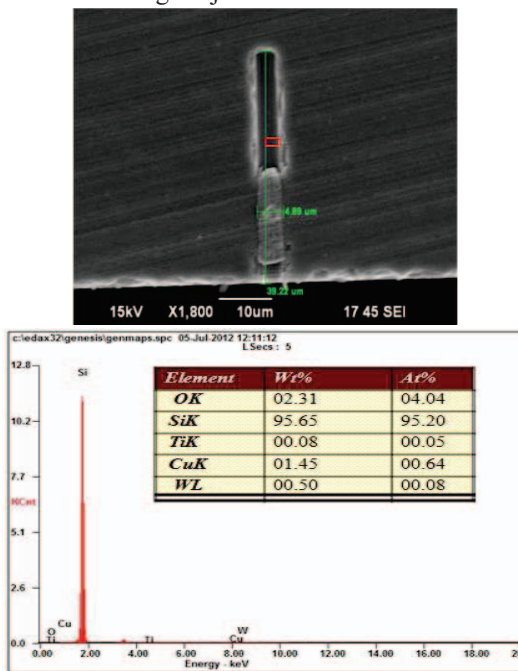 4.89 um
39.22 um
15kV X1,800 10um 17 45 SEI
c:\edax32\genesis\genmaps.spc 05-Jul-2012 12:11:12
LSecs : 5
Element Wt% At%
OK 02.31 04.04
SiK 95.65 95.20
TiK 00.08 00.05
CuK 01.45 00.64
WL 00.50 00.08
12.8
10.2
7.7
KCnt
5.1
2.6
0.0
Si
Cu
O
Ti
Ti
W
Cu
0.00 2.00 4.00 6.00 8.00 10.00 12.00 14.00 16.00 18.00
Energy - keV